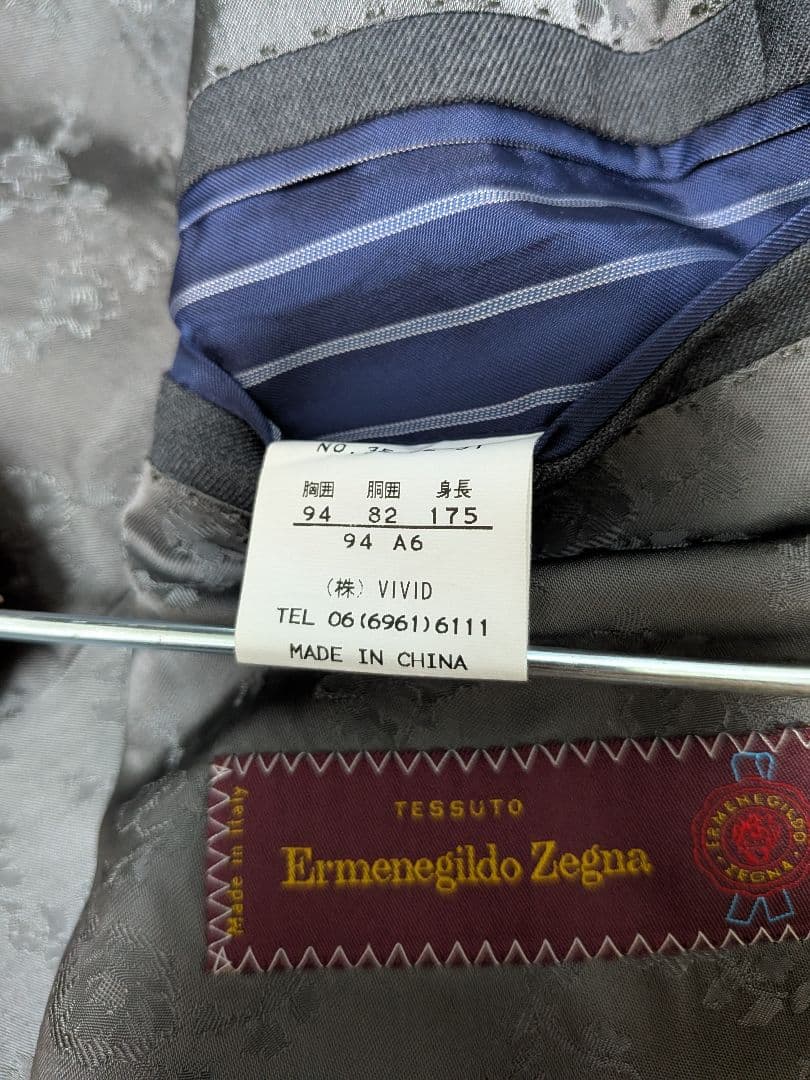 胸囲 胴囲 身長
94 82 175
94 A6
(株) VIVID
TEL 06(6961)6111
MADE IN CHINA
Made in Italy
TESSUTO
Ermenegildo Zegna
ERMENEGILDO
ZEGNA